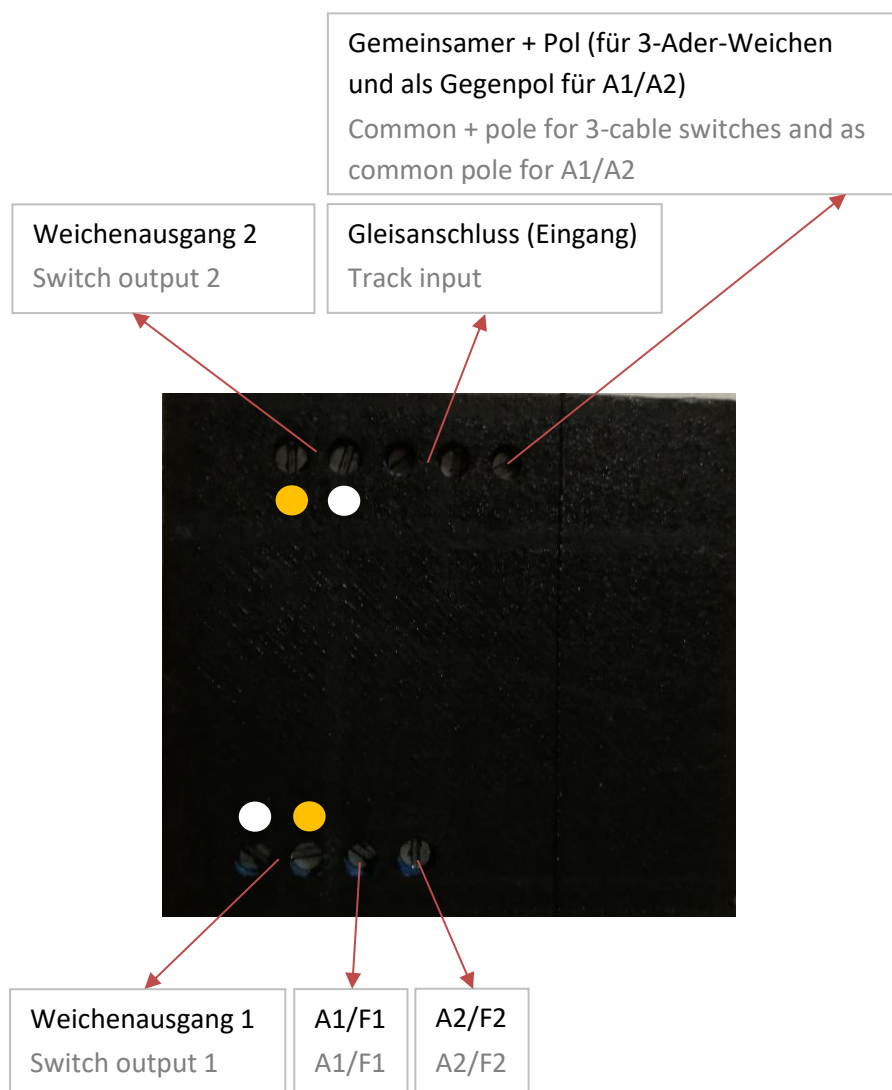 Gemeinsamer + Pol (für 3-Ader-Weichen
und als Gegenpol für A1/A2)
Common + pole for 3-cable switches and as
common pole for A1/A2
Weichenausgang 2
Switch output 2
Gleisanschluss (Eingang)
Track input
Weichenausgang 1
Switch output 1
A1/F1
A1/F1
A2/F2
A2/F2